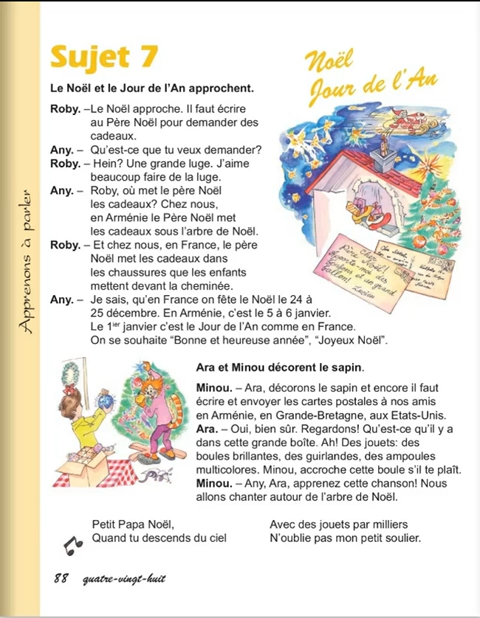 Sujet 7
Noël
Jour de l'An
Le Noël et le Jour de l'An approchent.
Roby. –Le Noël approche. Il faut écrire
au Père Noël pour demander des
cadeaux.
Any. – Qu'est-ce que tu veux demander?
Roby. – Hein? Une grande luge. J'aime
beaucoup faire de la luge.
Any. – Roby, où met le père Noël
les cadeaux? Chez nous,
en Arménie le Père Noël met
les cadeaux sous l'arbre de Noël.
Roby. – Et chez nous, en France, le père
Noël met les cadeaux dans
les chaussures que les enfants
mettent devant la cheminée.
Any. – Je sais, qu'en France on fête le Noël le 24 à
25 décembre. En Arménie, c'est le 5 à 6 janvier.
Le 1ier janvier c'est le Jour de l'An comme en France.
On se souhaite “Bonne et heureuse année”, “Joyeux Noël”.
Père Noël!
Apprenons à parler
Ara et Minou décorent le sapin.
Minou. – Ara, décorons le sapin et encore il faut
écrire et envoyer les cartes postales à nos amis
en Arménie, en Grande-Bretagne, aux Etats-Unis.
Ara. – Oui, bien sûr. Regardons! Qu'est-ce qu'il y a
dans cette grande boîte. Ah! Des jouets: des
boules brillantes, des guirlandes, des ampoules
multicolores. Minou, accroche cette boule s'il te plaît.
Minou. – Any, Ara, apprenez cette chanson! Nous
allons chanter autour de l'arbre de Noël.
Petit Papa Noël,
Quand tu descends du ciel
Avec des jouets par milliers
N'oublie pas mon petit soulier.
88 quatre-vingt-huit